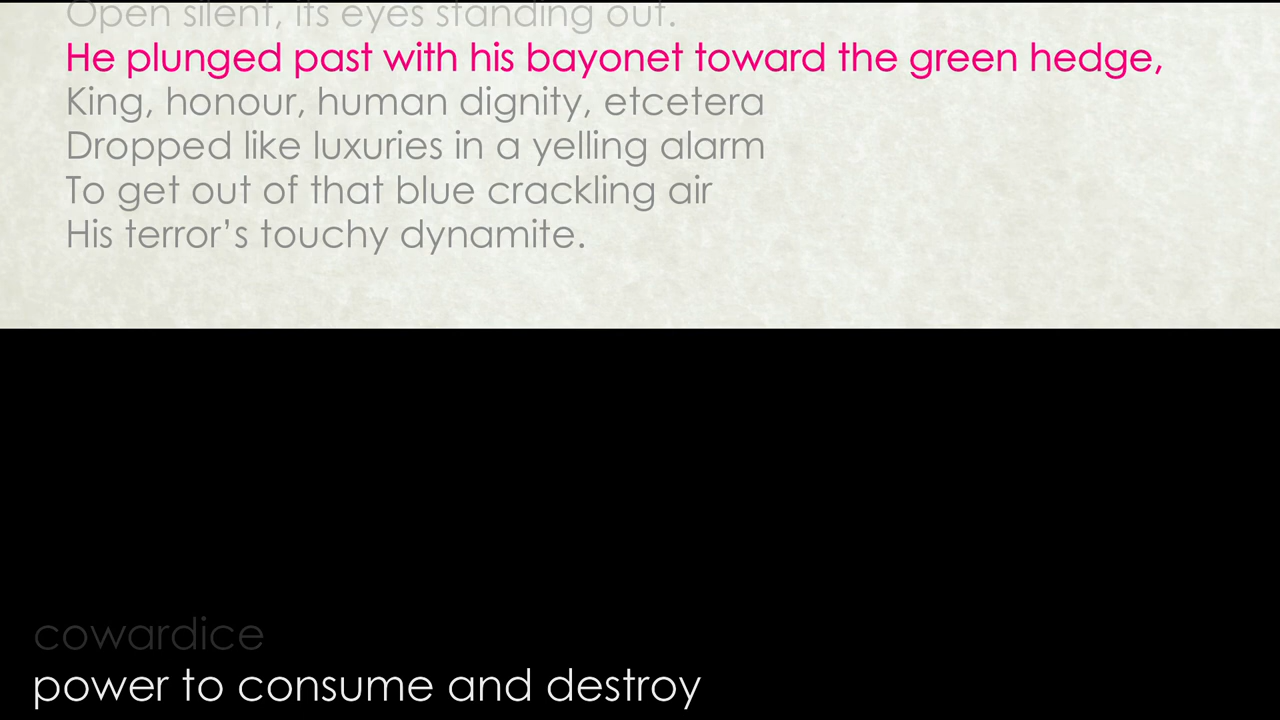 Open silent, its eyes standing out.
He plunged past with his bayonet toward the green hedge,
King, honour, human dignity, etcetera
Dropped like luxuries in a yelling alarm
To get out of that blue crackling air
His terror’s touchy dynamite.
cowardice
power to consume and destroy